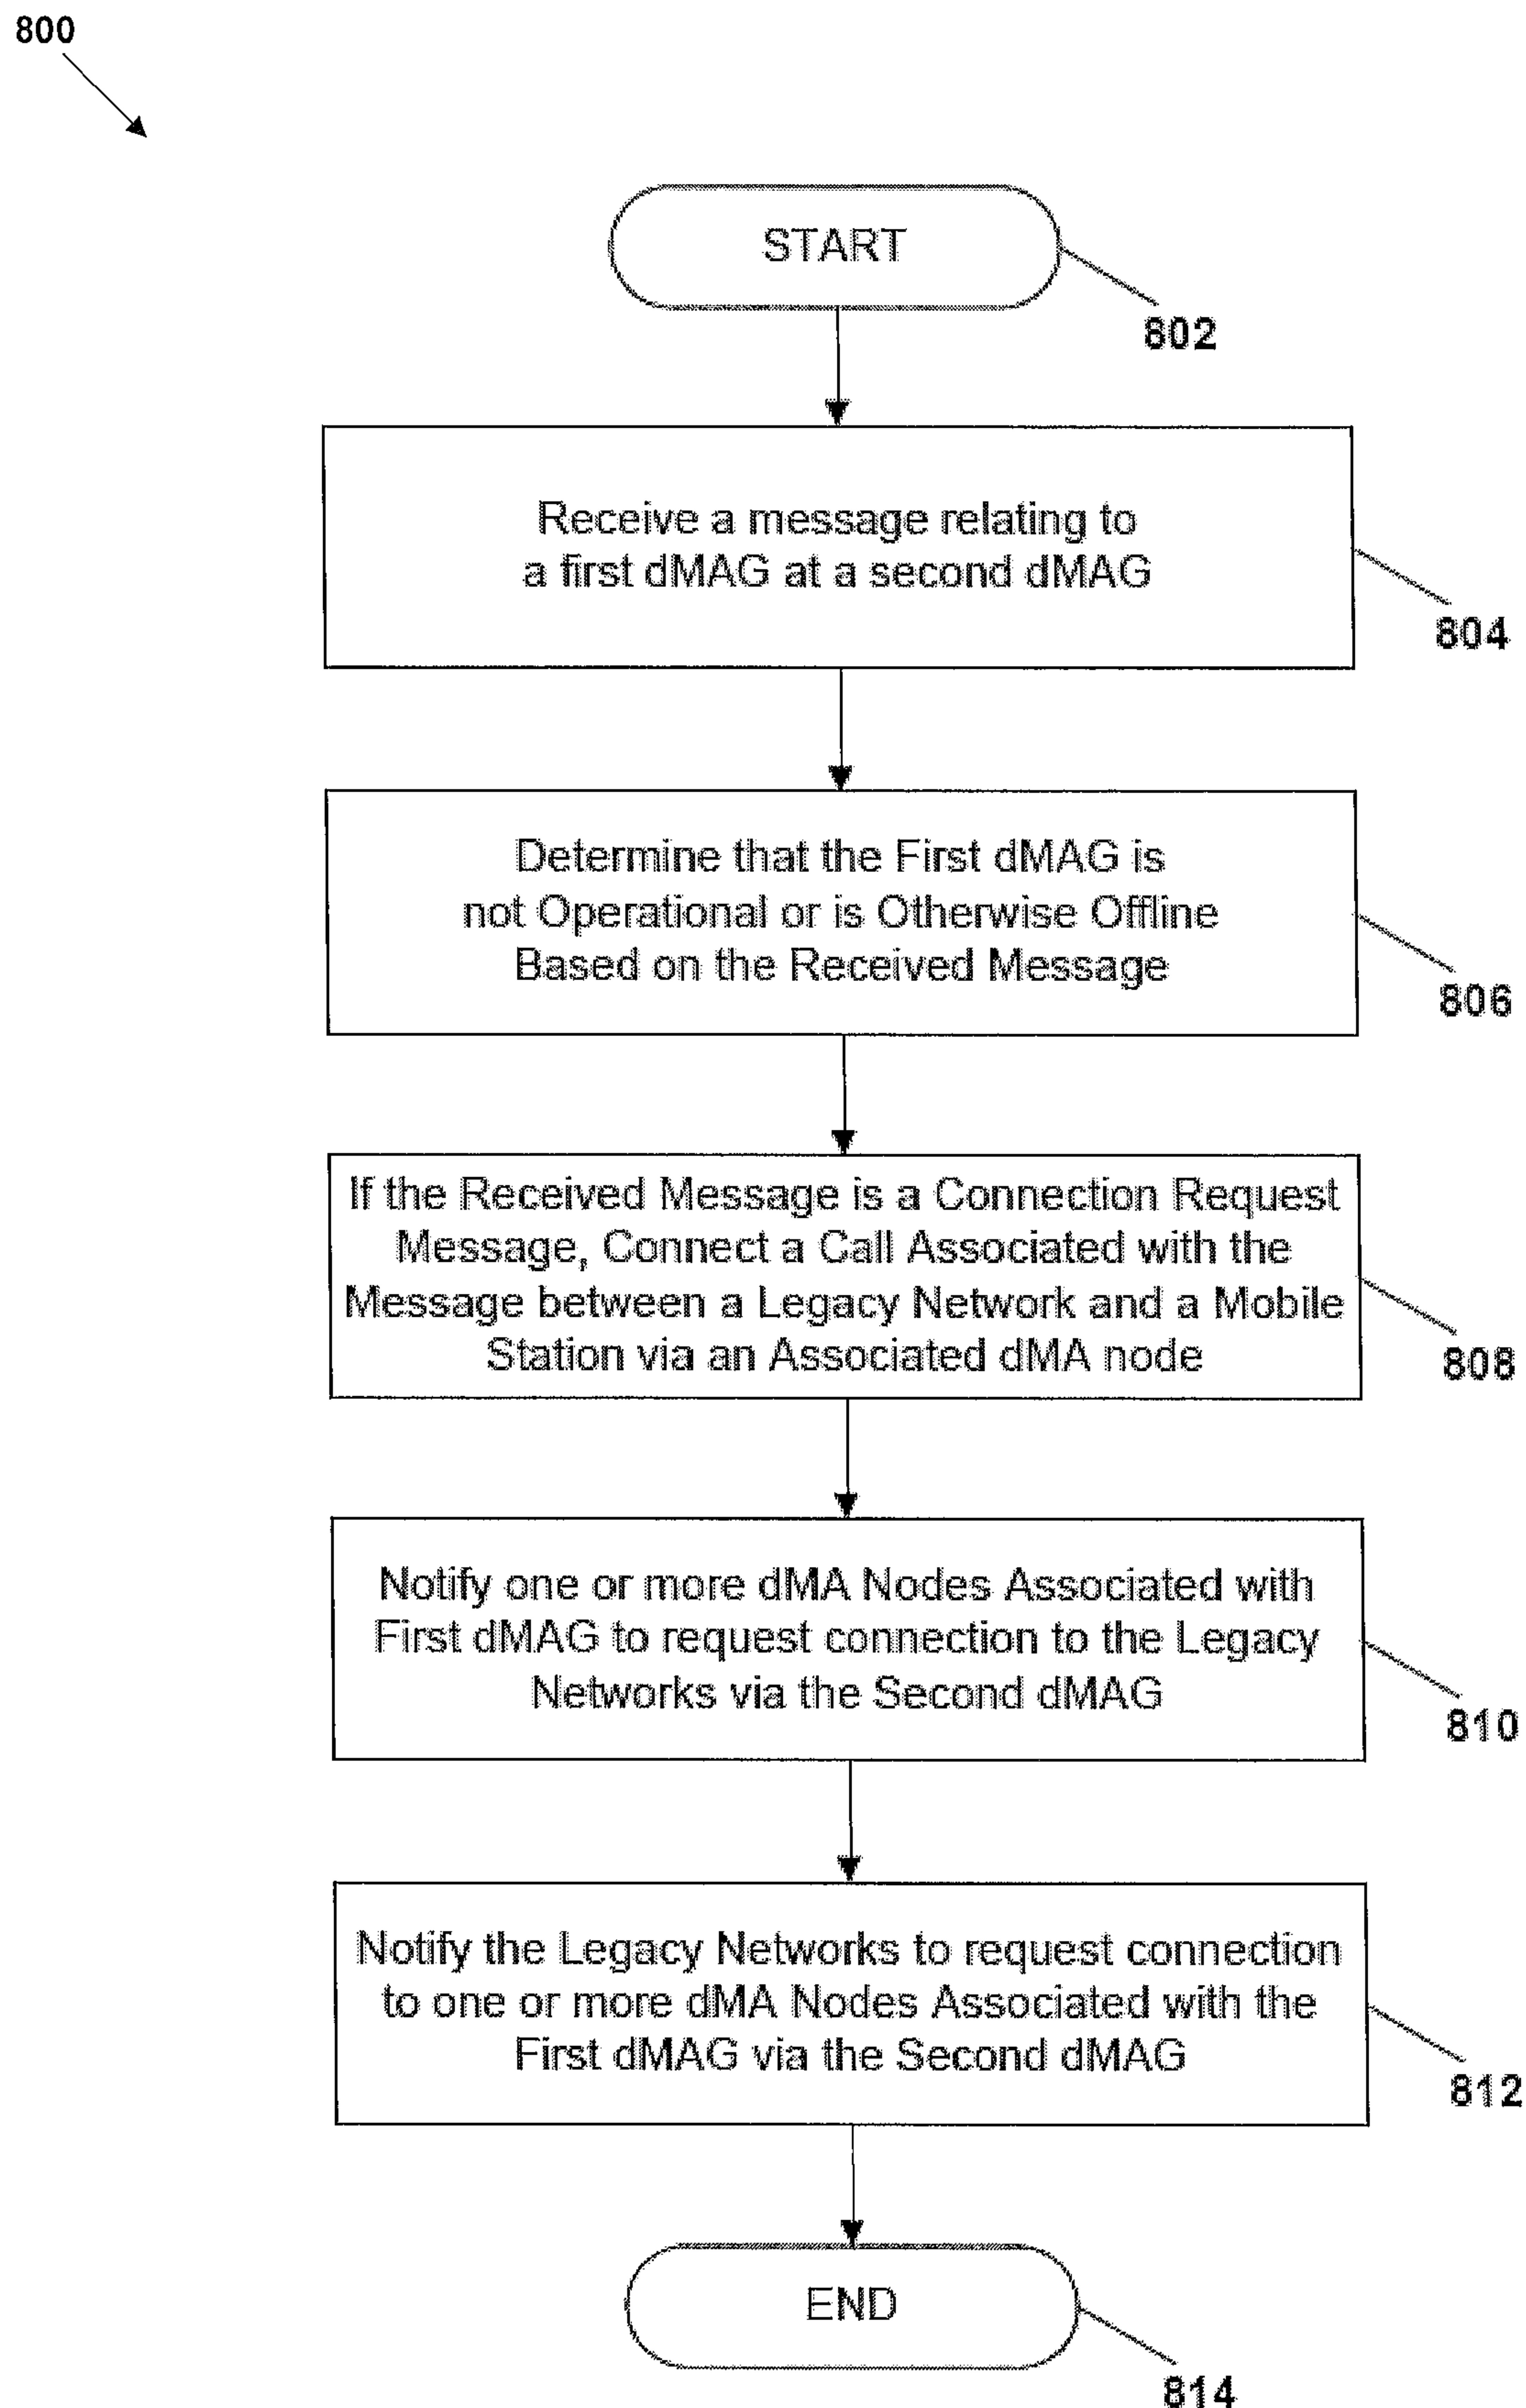 800
START
802
Receive a message relating to
a first dMAG at a second dMAG
804
Determine that the First dMAG is
not Operational or is Otherwise Offline
Based on the Received Message
806
If the Received Message is a Connection Request
Message, Connect a Call Associated with the
Message between a Legacy Network and a Mobile
Station via an Associated dMA node
808
Notify one or more dMA Nodes Associated with
First dMAG to request connection to the Legacy
Networks via the Second dMAG
810
Notify the Legacy Networks to request connection
to one or more dMA Nodes Associated with the
First dMAG via the Second dMAG
812
END
814